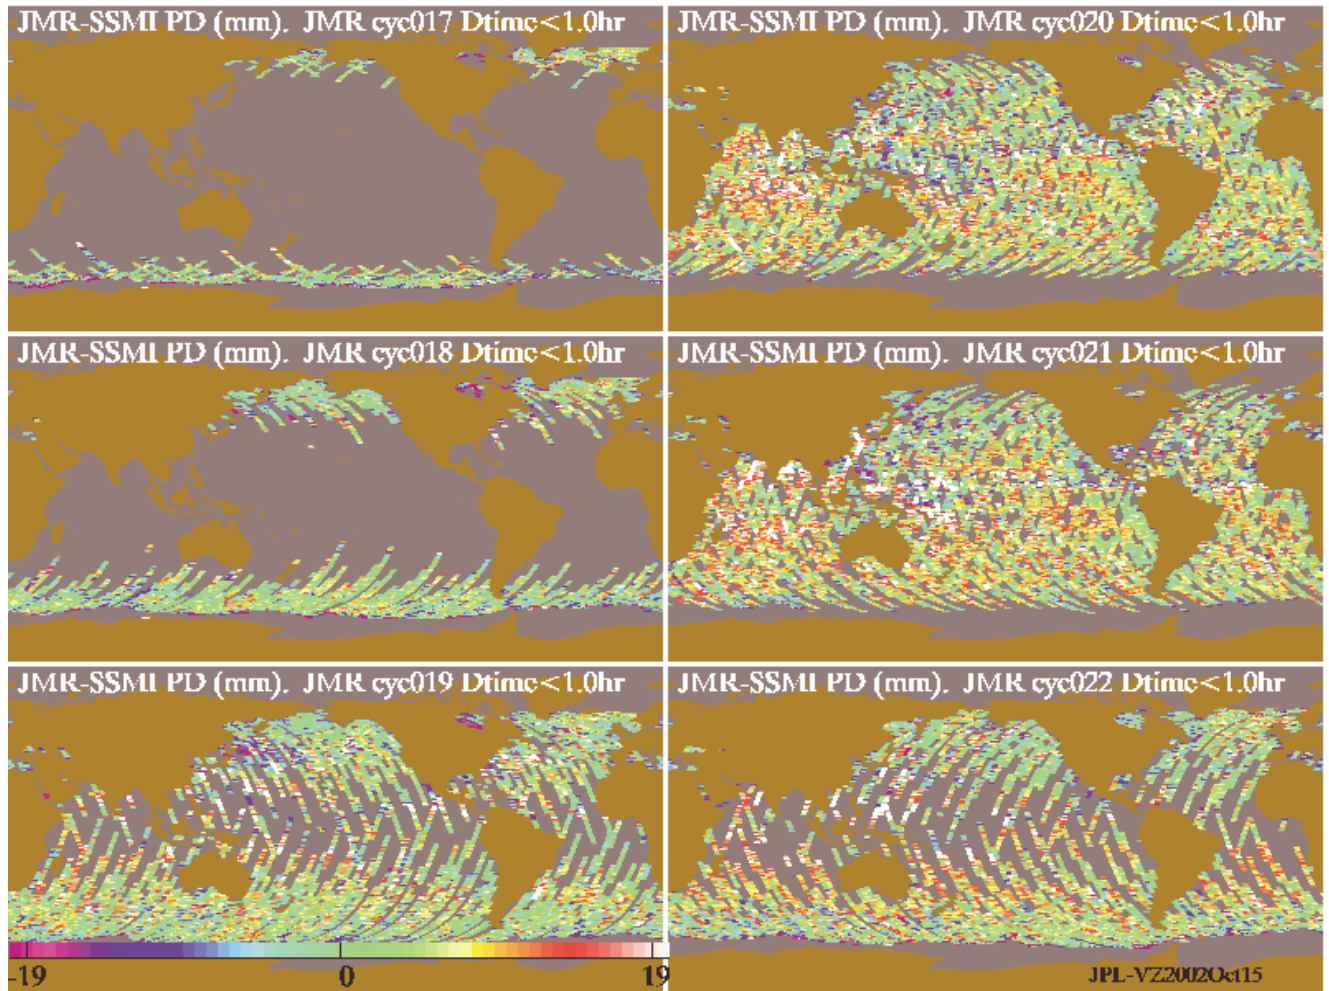 JMR-SSMI PD (mm), JMR cyc017 Dtime<1.0hr
JMR-SSMI PD (mm), JMR cyc020 Dtime<1.0hr
JMR-SSMI PD (mm), JMR cyc018 Dtime<1.0hr
JMR-SSMI PD (mm), JMR cyc021 Dtime<1.0hr
JMR-SSMI PD (mm), JMR cyc019 Dtime<1.0hr
JMR-SSMI PD (mm), JMR cyc022 Dtime<1.0hr
-19 0 19
JPL-VZ2002Oct15